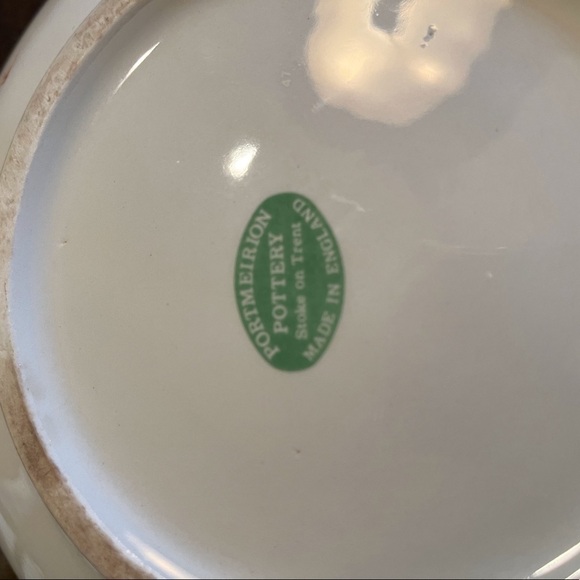 PORTMEIRION
POTTERY
Stoke on Trent
MADE IN ENGLAND